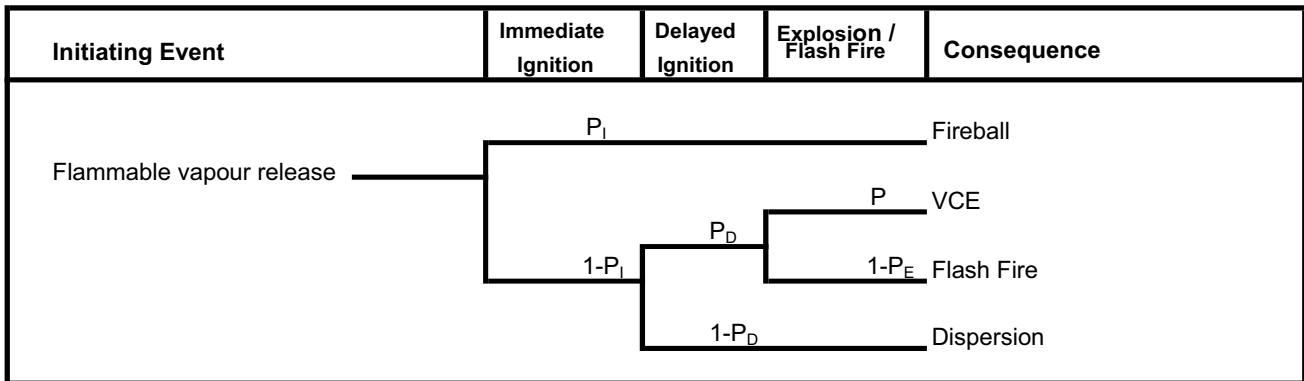 Initiating Event
Immediate
Ignition
Delayed
Ignition
Explosion /
Flash Fire
Consequence
P_I
Fireball
Flammable vapour release
P
VCE
P_D
1-P_I
1-P_E
Flash Fire
1-P_D
Dispersion